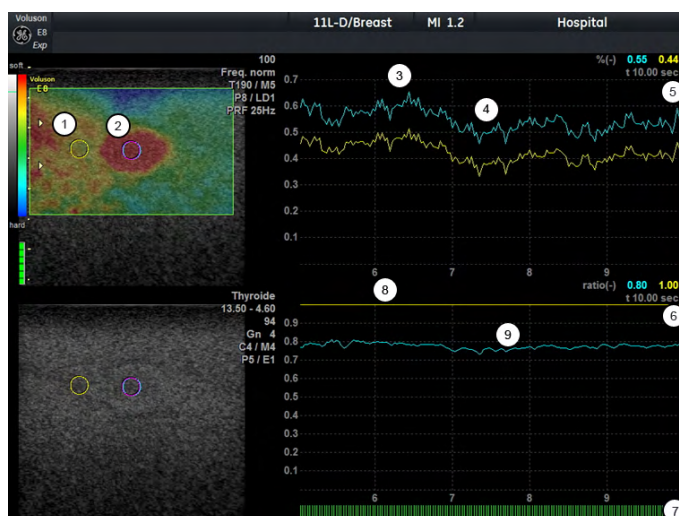 Voluson
E8
Exp
11L-D/Breast MI 1.2 Hospital
soft
hard
Voluson
E8
1
2
100
Freq. norm
T190 / M5
P8 / LD1
PRF 25Hz
%(-) 0.55 0.44
t 10.00 sec
0.7
0.6
0.5
0.4
0.3
0.2
0.1
3
4
5
6 7 8 9
Thyroide
13.50 - 4.60
94
Gn 4
C4 / M4
P5 / E1
ratio(-) 0.80 1.00
t 10.00 sec
8
6
9
0.9
0.8
0.7
0.6
0.5
0.4
0.3
0.2
0.1
6 7 8 9
7